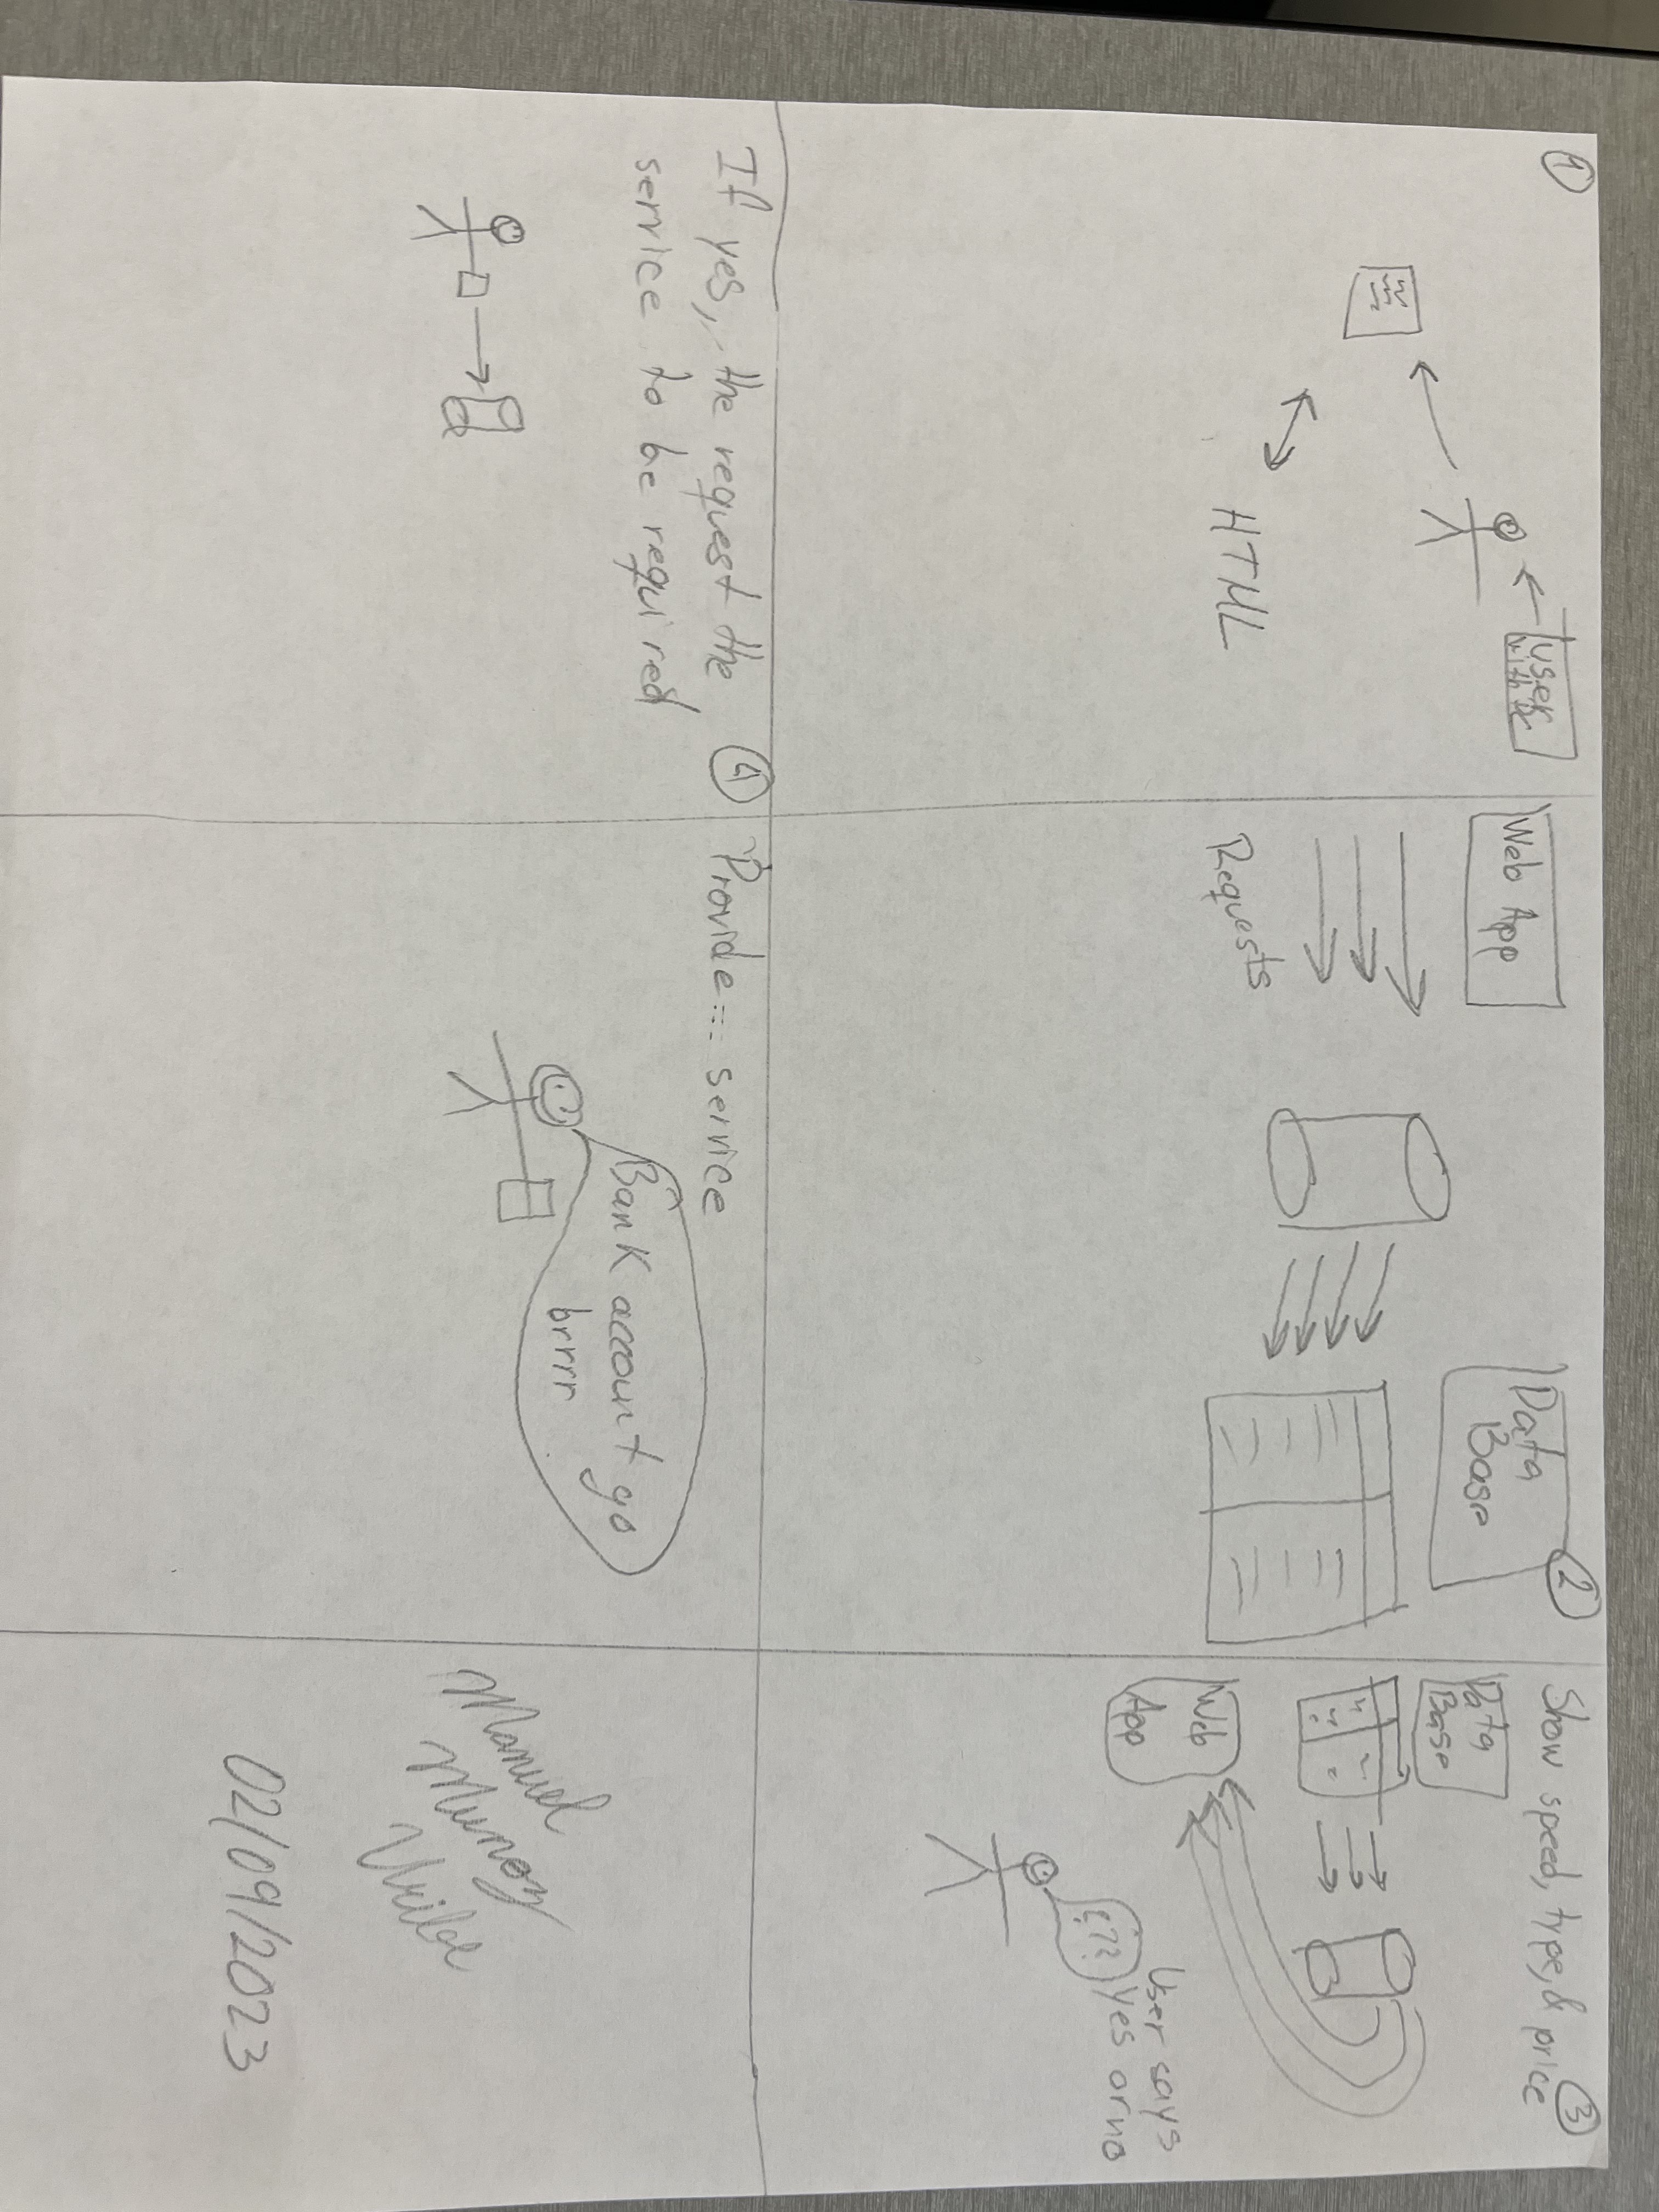 1
user
with
HTML
Web App
Requests
Data
Base
2
Show speed, type, & price
3
Data
Base
Web
App
???
User says
yes or no
If yes, the request the
service to be required
4
Provide service
Bank account go
brrr
Manuel
Munoz
Uribe
02/09/2023